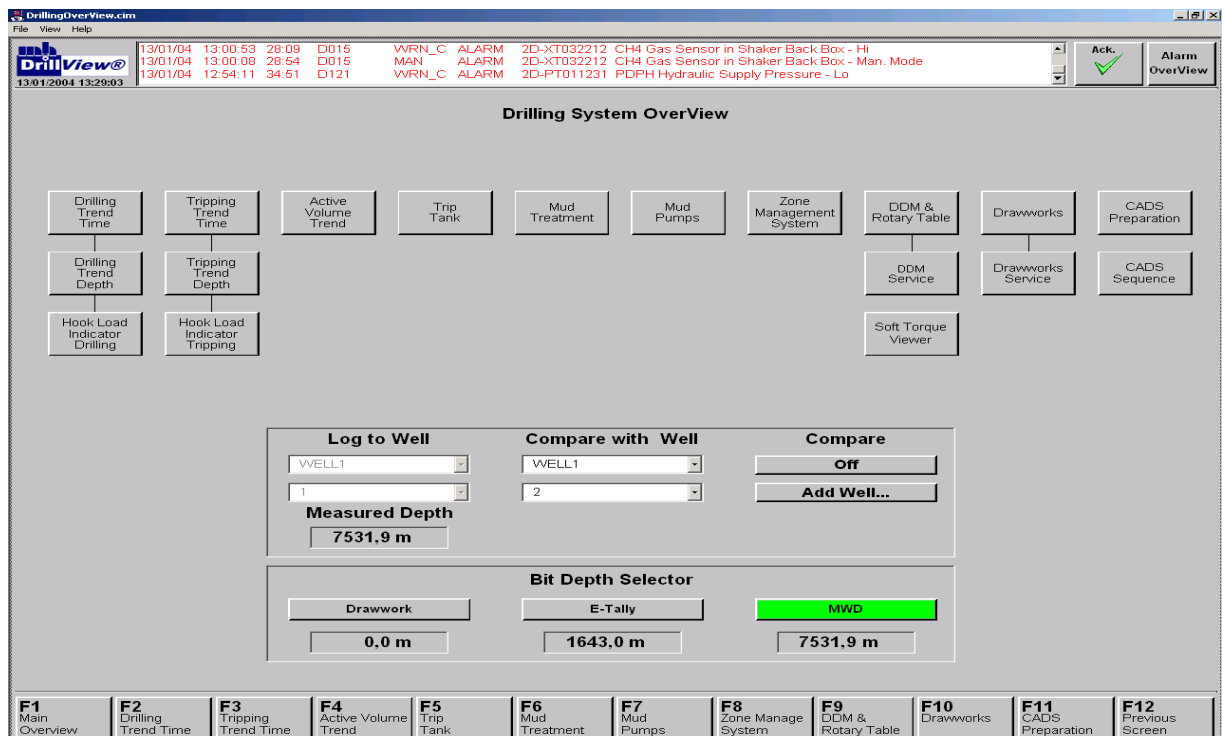 DrillingOverView.cim
File View Help
mh
DrillView®
13/01/2004 13:29:03
13/01/04 13:00:53 28:09 D015 WRN_C ALARM 2D-XT032212 CH4 Gas Sensor in Shaker Back Box - Hi
13/01/04 13:00:08 28:54 D015 MAN ALARM 2D-XT032212 CH4 Gas Sensor in Shaker Back Box - Man. Mode
13/01/04 12:54:11 34:51 D121 WRN_C ALARM 2D-PT011231 PDPH Hydraulic Supply Pressure - Lo
Ack.
Alarm
OverView
Drilling System OverView
Drilling
Trend
Time
Tripping
Trend
Time
Active
Volume
Trend
Trip
Tank
Mud
Treatment
Mud
Pumps
Zone
Management
System
DDM &
Rotary Table
Drawworks
CADS
Preparation
Drilling
Trend
Depth
Tripping
Trend
Depth
DDM
Service
Drawworks
Service
CADS
Sequence
Hook Load
Indicator
Drilling
Hook Load
Indicator
Tripping
Soft Torque
Viewer
Log to Well
Compare with Well
Compare
WELL1
WELL1
Off
1
2
Add Well...
Measured Depth
7531,9 m
Bit Depth Selector
Drawwork
E-Tally
MWD
0,0 m
1643,0 m
7531,9 m
F1
Main
Overview
F2
Drilling
Trend Time
F3
Tripping
Trend Time
F4
Active Volume
Trend
F5
Trip
Tank
F6
Mud
Treatment
F7
Mud
Pumps
F8
Zone Manage
System
F9
DDM &
Rotary Table
F10
Drawworks
F11
CADS
Preparation
F12
Previous
Screen